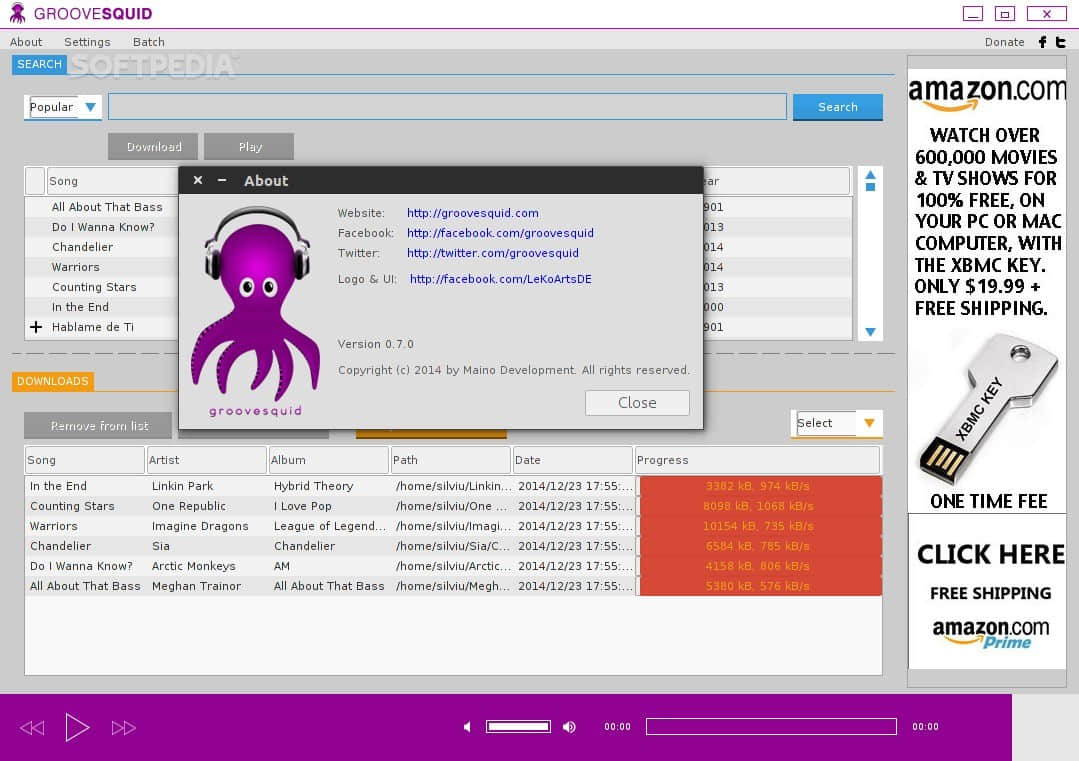 GROOVESQUID
About Settings Batch Donate
SEARCH SOFTPEDIA
Popular Search
Download Play
Song ear
All About That Bass 901
Do I Wanna Know? 013
Chandelier 014
Warriors 014
Counting Stars 013
In the End 000
Hablame de Ti 901
About
Website: http://groovesquid.com
Facebook: http://facebook.com/groovesquid
Twitter: http://twitter.com/groovesquid
Logo & UI: http://facebook.com/LeKoArtsDE
Version 0.7.0
Copyright (c) 2014 by Maino Development. All rights reserved.
groovesquid
Close
DOWNLOADS
Remove from list Select
Song Artist Album Path Date Progress
In the End Linkin Park Hybrid Theory /home/silviu/Linkin... 2014/12/23 17:55:... 3382 kB, 974 kB/s
Counting Stars One Republic I Love Pop /home/silviu/One ... 2014/12/23 17:55:... 8098 kB, 1068 kB/s
Warriors Imagine Dragons League of Legend... /home/silviu/Imagi... 2014/12/23 17:55:... 10154 kB, 735 kB/s
Chandelier Sia Chandelier /home/silviu/Sia/C... 2014/12/23 17:55:... 6584 kB, 785 kB/s
Do I Wanna Know? Arctic Monkeys AM /home/silviu/Arctic... 2014/12/23 17:55:... 4158 kB, 806 kB/s
All About That Bass Meghan Trainor All About That Bass /home/silviu/Megh... 2014/12/23 17:55:... 5380 kB, 576 kB/s
amazon.com
WATCH OVER
600,000 MOVIES
& TV SHOWS FOR
100% FREE, ON
YOUR PC OR MAC
COMPUTER, WITH
THE XBMC KEY.
ONLY $19.99 +
FREE SHIPPING.
XBMC KEY
ONE TIME FEE
CLICK HERE
FREE SHIPPING
amazon.com
Prime
00:00 00:00